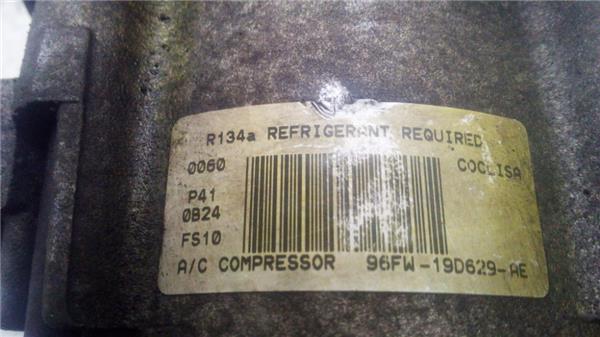 R134a REFRIGERANT REQUIRED
0060 COCLISA
P41
0B24
FS10
A/C COMPRESSOR 96FW-19D629-AE